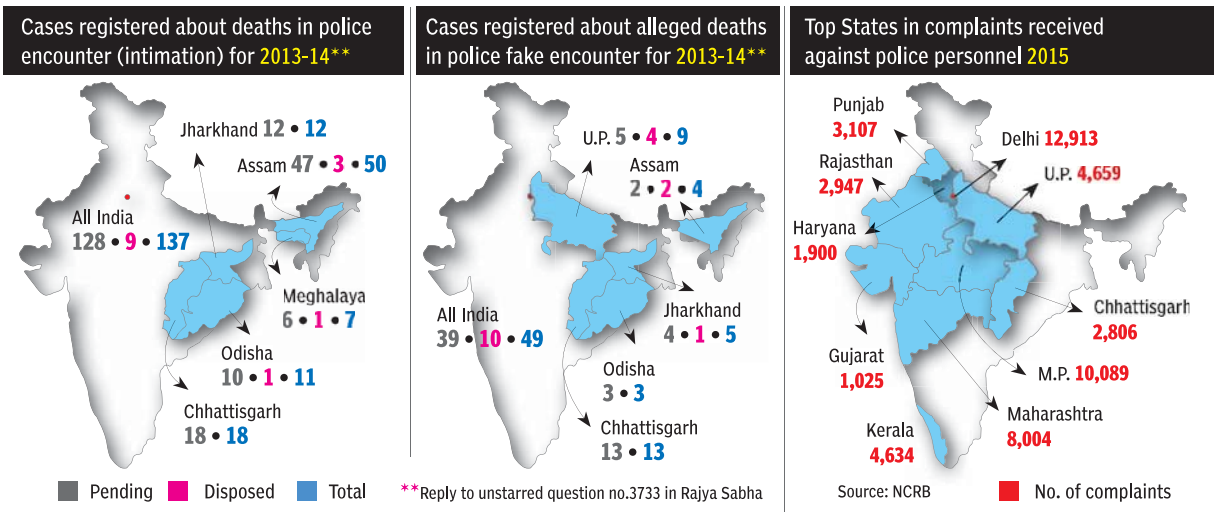 Cases registered about deaths in police
encounter (intimation) for 2013-14**
Jharkhand 12 • 12
Assam 47 • 3 • 50
All India
128 • 9 • 137
Meghalaya
6 • 1 • 7
Odisha
10 • 1 • 11
Chhattisgarh
18 • 18
Cases registered about alleged deaths
in police fake encounter for 2013-14**
U.P. 5 • 4 • 9
Assam
2 • 2 • 4
All India
39 • 10 • 49
Jharkhand
4 • 1 • 5
Odisha
3 • 3
Chhattisgarh
13 • 13
Pending Disposed Total
**Reply to unstarred question no.3733 in Rajya Sabha
Top States in complaints received
against police personnel 2015
Punjab
3,107
Delhi 12,913
Rajasthan
2,947
U.P. 4,659
Haryana
1,900
Chhattisgarh
2,806
Gujarat
1,025
M.P. 10,089
Maharashtra
8,004
Kerala
4,634
Source: NCRB
No. of complaints